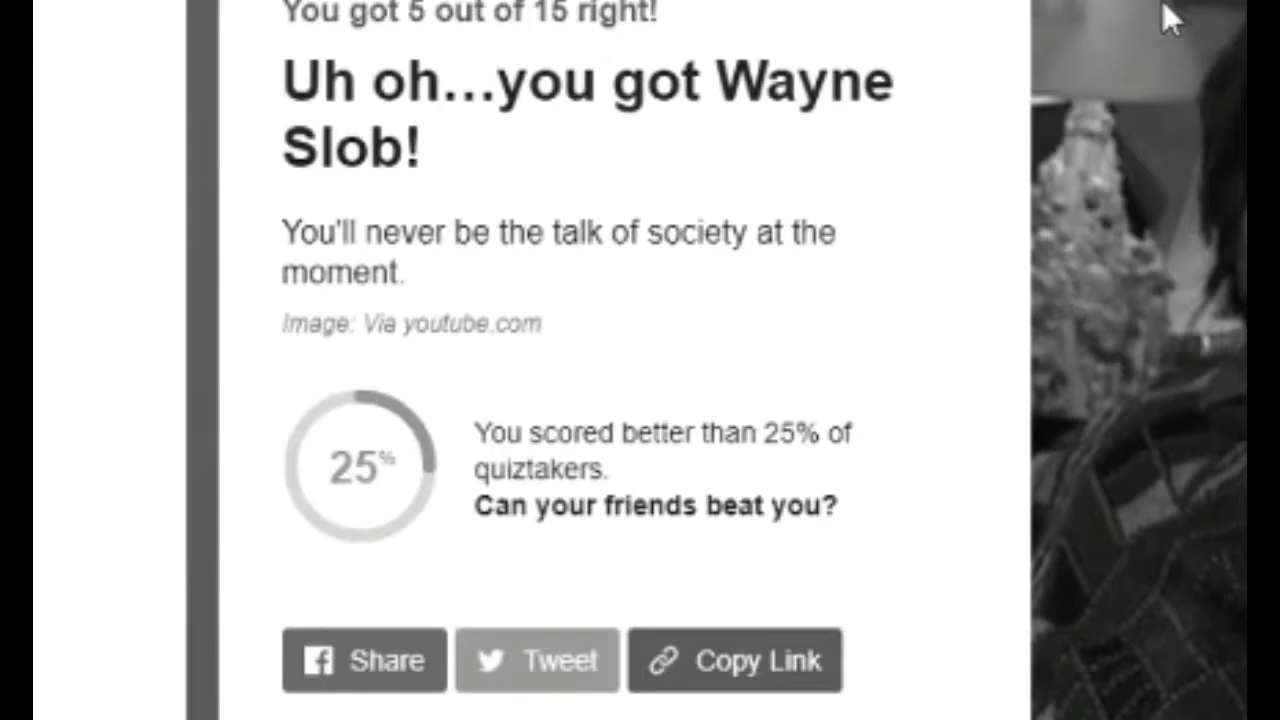 You got 5 out of 15 right!
Uh oh...you got Wayne
Slob!
You'll never be the talk of society at the
moment.
Image: Via youtube.com
25%
You scored better than 25% of
quiztakers.
Can your friends beat you?
Share
Tweet
Copy Link